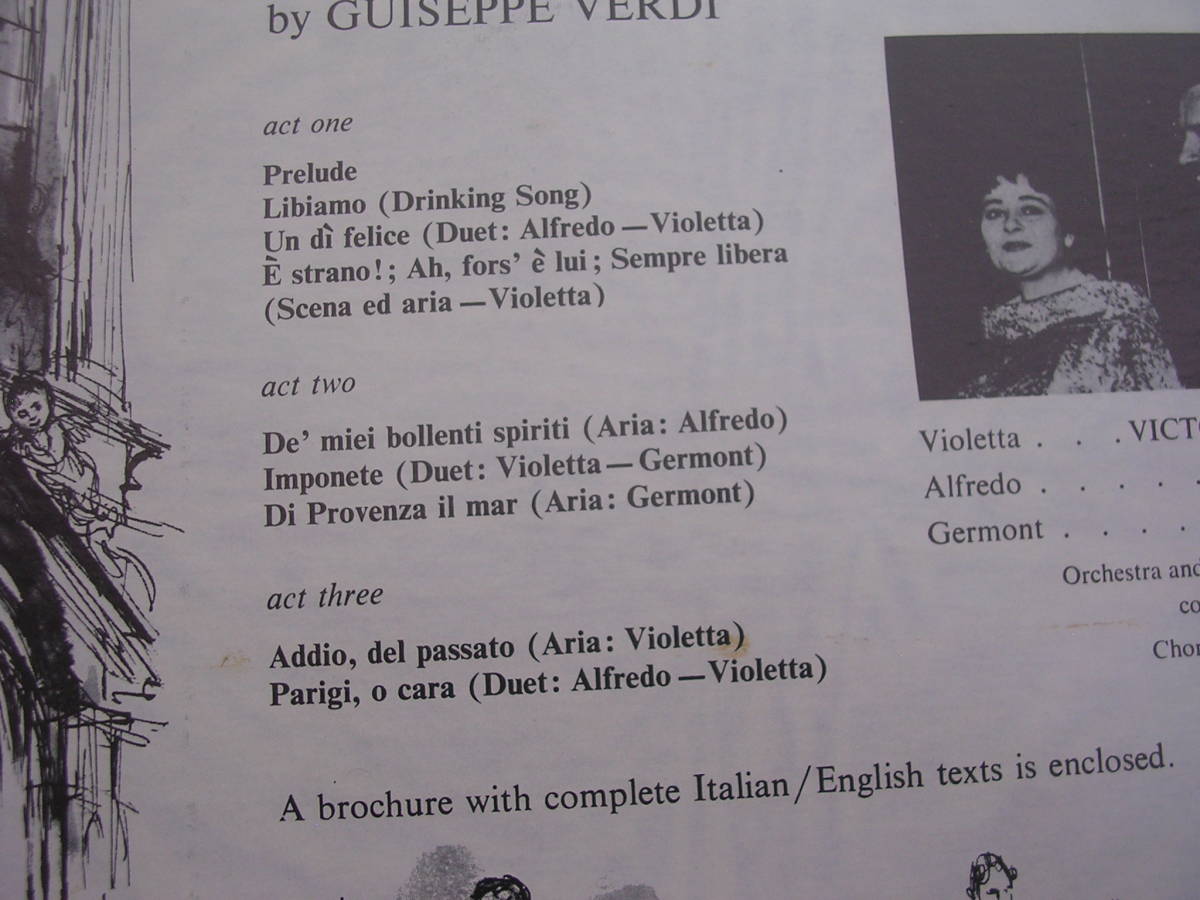 by GUISEPPE VERDI
act one
Prelude
Libiamo (Drinking Song)
Un dì felice (Duet: Alfredo — Violetta)
È strano!; Ah, fors' è lui; Sempre libera
(Scena ed aria — Violetta)
act two
De' miei bollenti spiriti (Aria: Alfredo)
Imponete (Duet: Violetta — Germont)
Di Provenza il mar (Aria: Germont)
act three
Addio, del passato (Aria: Violetta)
Parigi, o cara (Duet: Alfredo — Violetta)
A brochure with complete Italian/English texts is enclosed.
Violetta . . . VICT
Alfredo . . . . .
Germont . . . .
Orchestra and